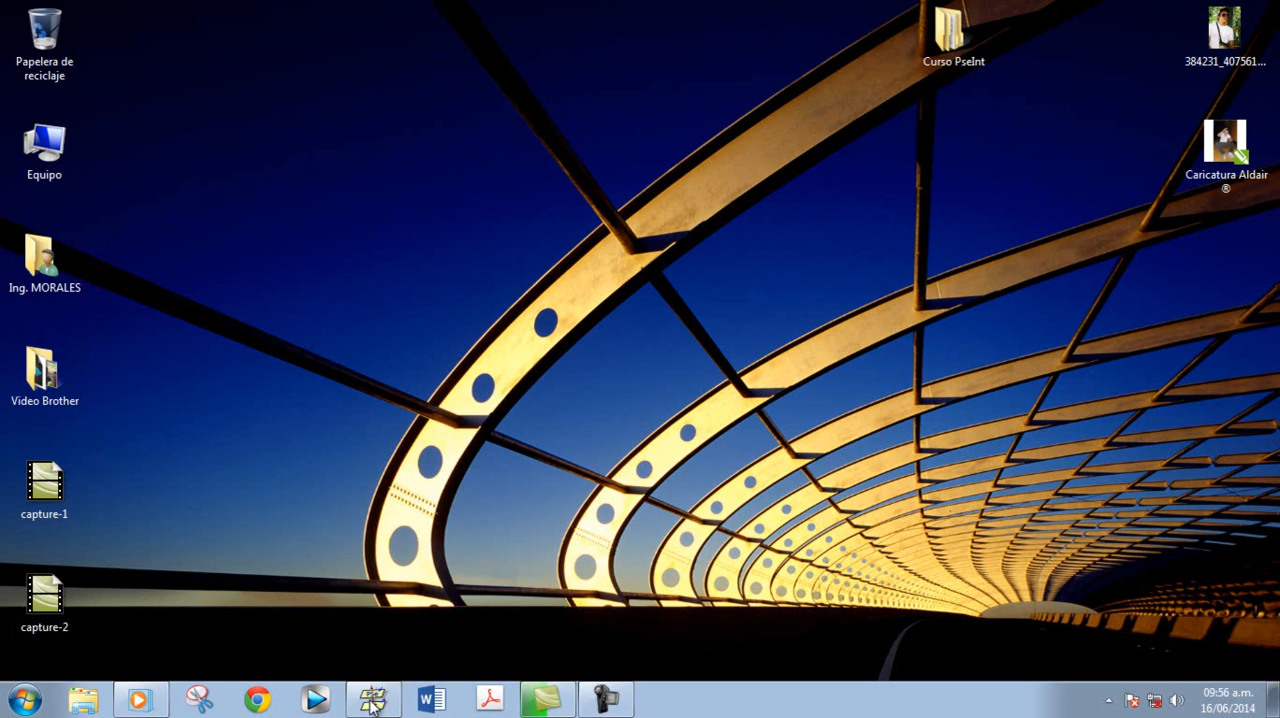 Papelera de
reciclaje
Equipo
Ing. MORALES
Video Brother
capture-1
capture-2
Curso PseInt
384231_407561...
Caricatura Aldair
®
09:56 a.m.
16/06/2014